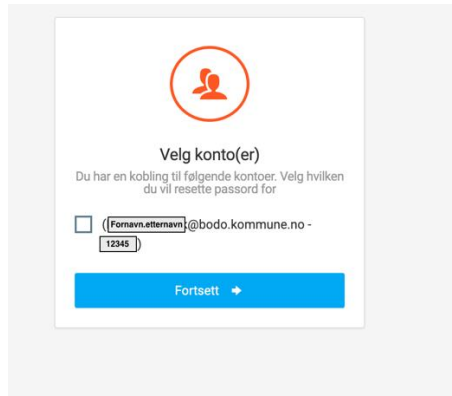 Velg konto(er)
Du har en kobling til følgende kontoer. Velg hvilken
du vil resette passord for
(Fornavn.etternavn @bodo.kommune.no -
12345 )
Fortsett